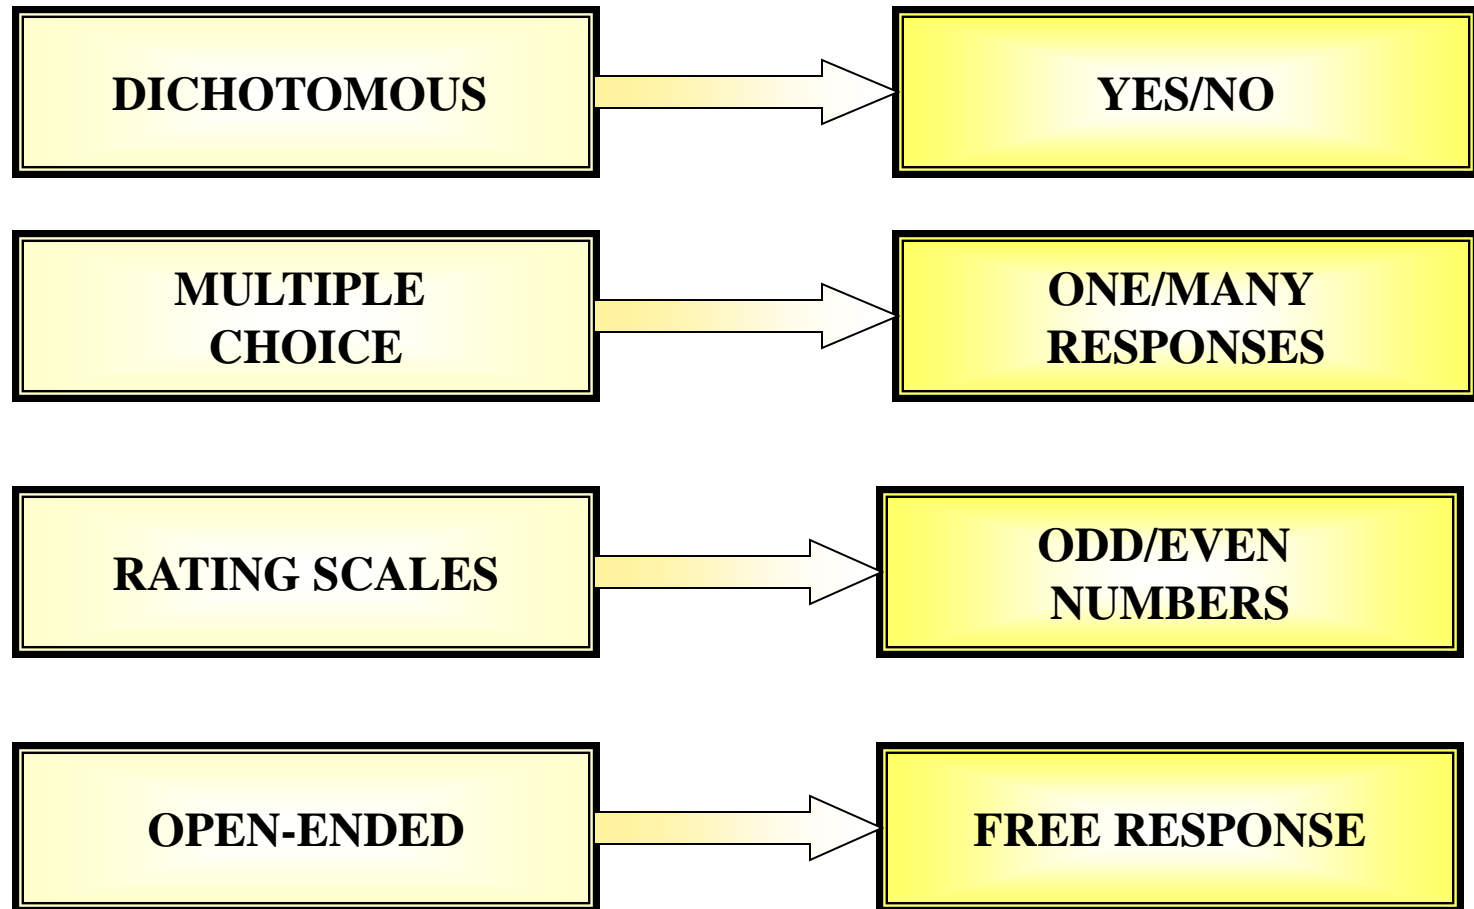 DICHOTOMOUS
YES/NO
MULTIPLE
CHOICE
ONE/MANY
RESPONSES
RATING SCALES
ODD/EVEN
NUMBERS
OPEN-ENDED
FREE RESPONSE